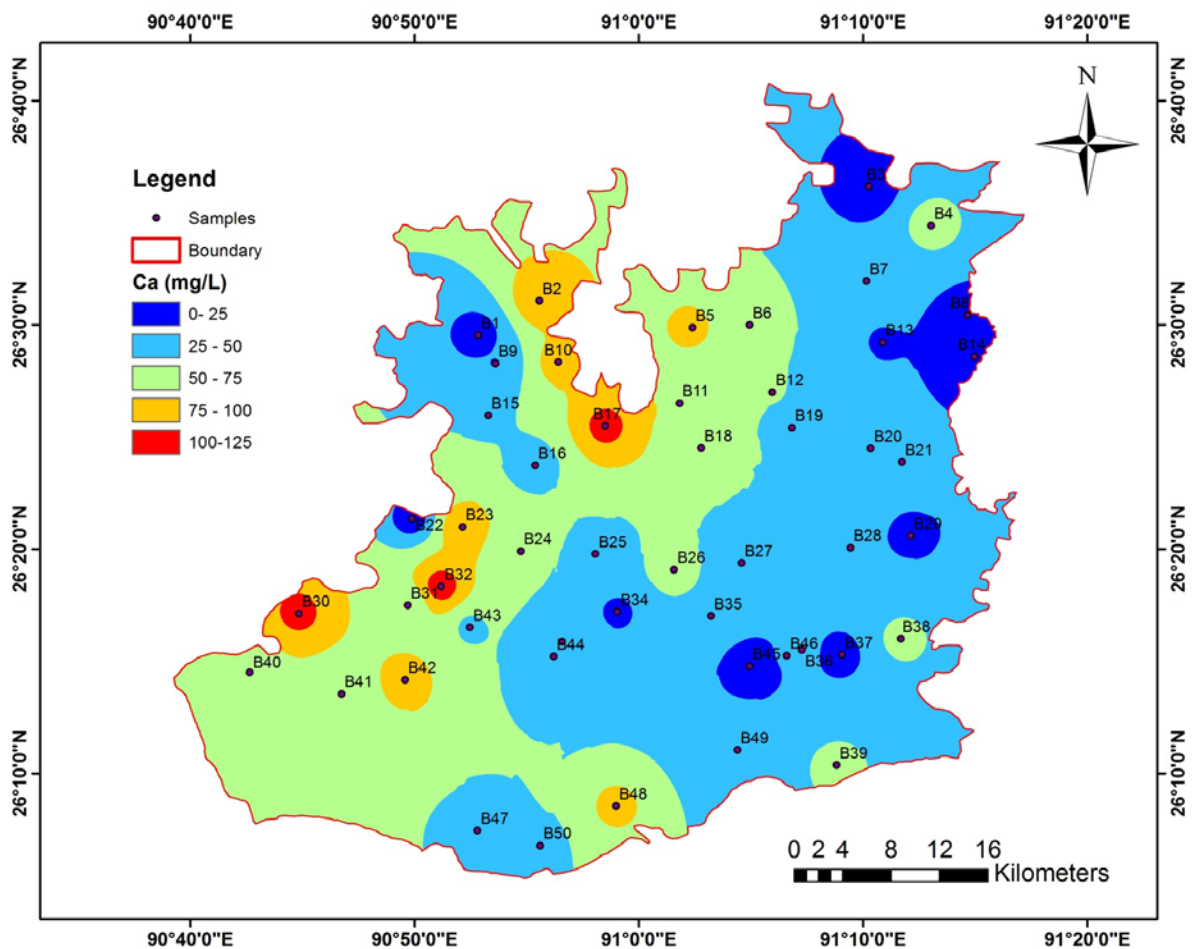 90°40'0"E 90°50'0"E 91°0'0"E 91°10'0"E 91°20'0"E
26°40'0"N
26°40'0"N
N
Legend
Samples
Boundary
Ca (mg/L)
0- 25
25 - 50
50 - 75
75 - 100
100-125
B3
B4
B7
B2
B8
B5
B6
B1
26°30'0"N
26°30'0"N
B13
B9
B10
B14
B12
B11
B15
B17
B19
B18
B20
B21
B16
B23
B22
B29
B24
B25
B28
26°20'0"N
26°20'0"N
B26
B27
B32
B31
B30
B34
B35
B43
B38
B44
B46
B37
B36
B45
B40
B42
B41
B49
B39
26°10'0"N
26°10'0"N
B48
B47
B50
0 2 4 8 12 16
Kilometers
90°40'0"E 90°50'0"E 91°0'0"E 91°10'0"E 91°20'0"E